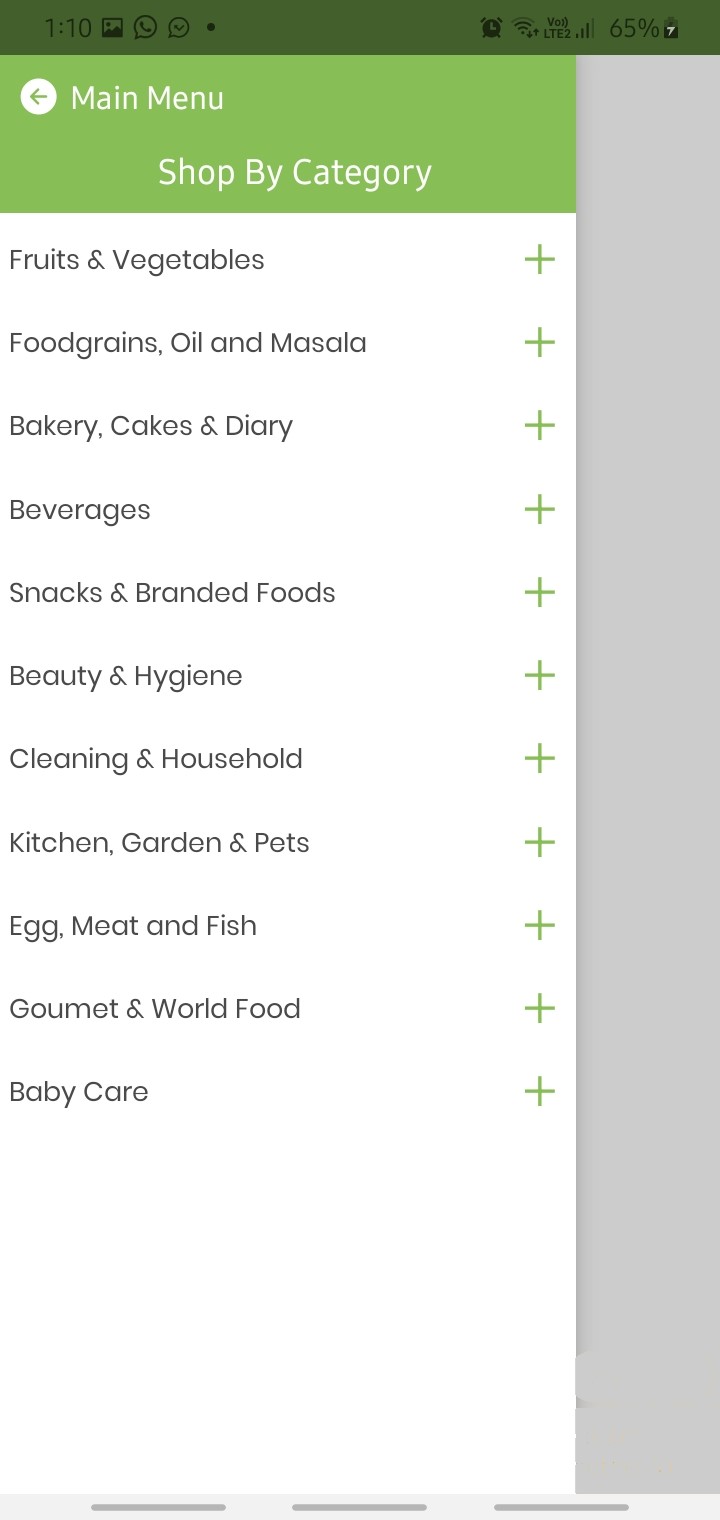 1:10
Vo)) LTE2 65%
Main Menu
Shop By Category
Fruits & Vegetables
Foodgrains, Oil and Masala
Bakery, Cakes & Diary
Beverages
Snacks & Branded Foods
Beauty & Hygiene
Cleaning & Household
Kitchen, Garden & Pets
Egg, Meat and Fish
Goumet & World Food
Baby Care